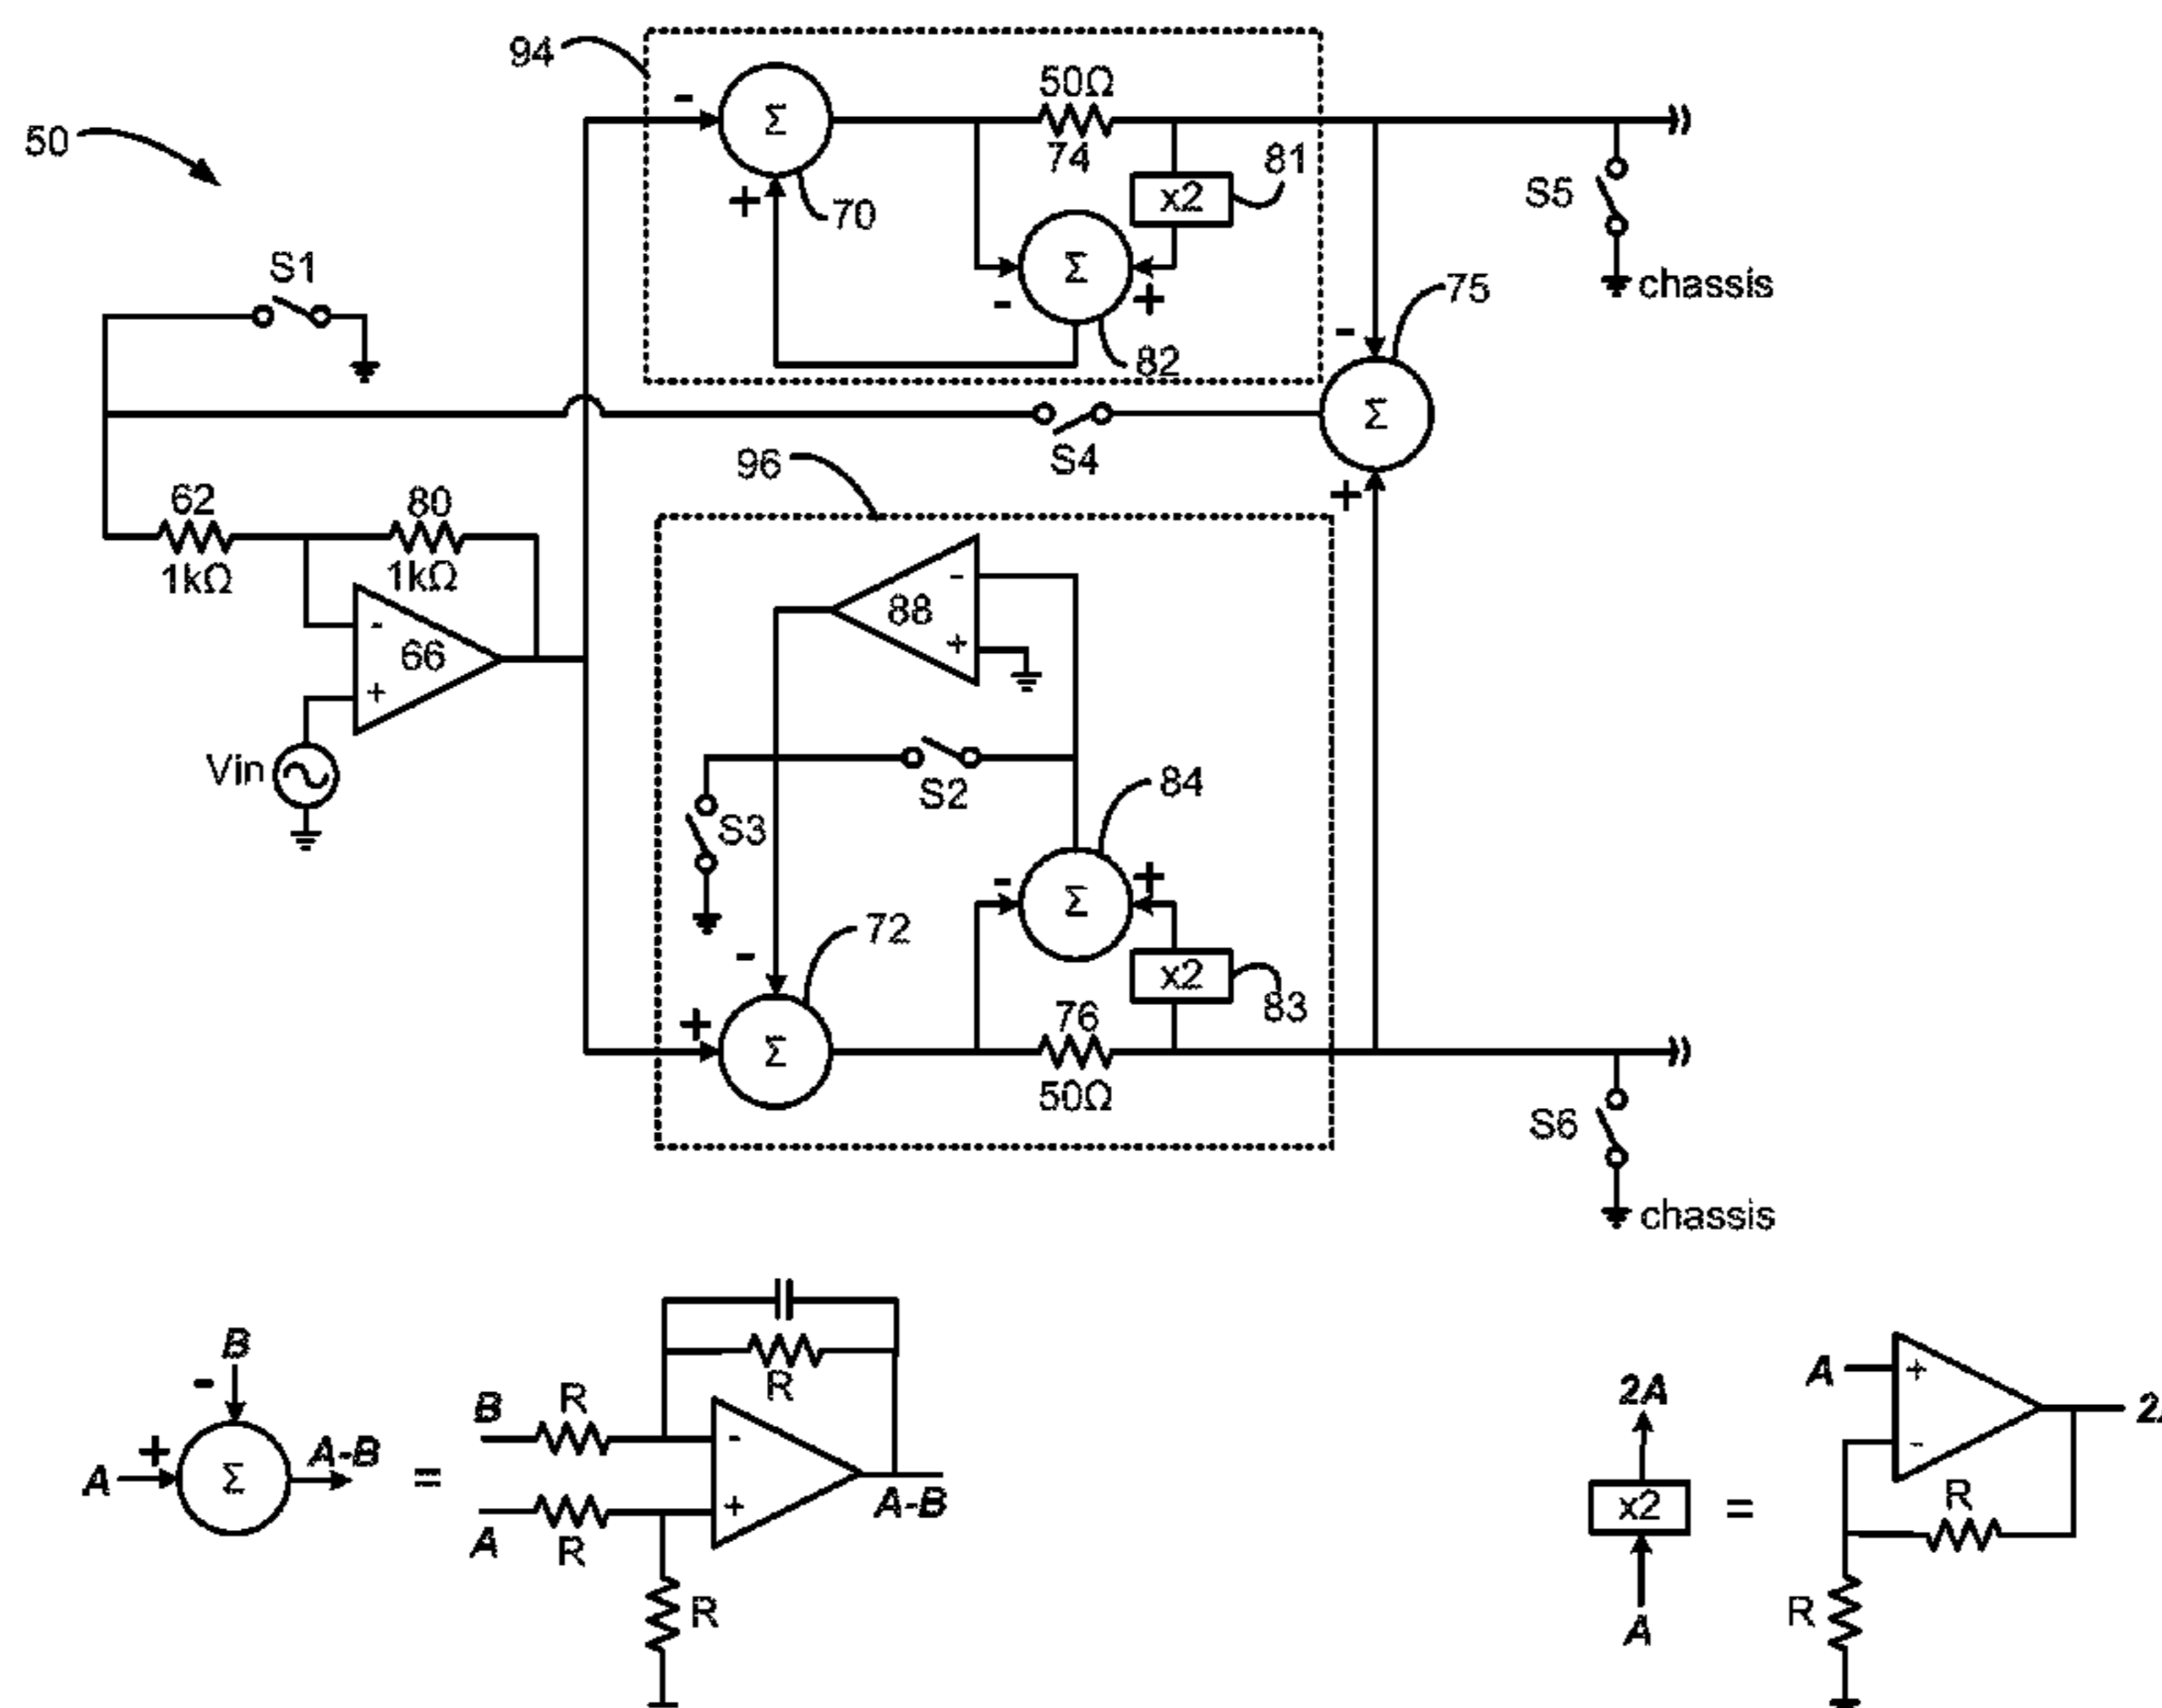 94
50
50Ω
74
81
x2
-
Σ
+
70
Σ
-
+
82
S5
chassis
75
S1
-
Σ
+
S4
96
62
1kΩ
80
1kΩ
-
66
+
Vin
88
-
+
S2
S3
84
-
+
Σ
72
-
+
Σ
76
50Ω
x2
83
S6
chassis
B
-
+
A
Σ
A-B
=
B
R
R
-
+
A-B
A
R
R
2A
x2
A
=
A
+
-
R
R